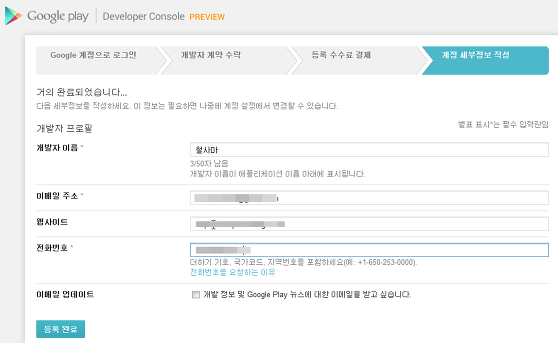 Google play Developer Console PREVIEW
Google 계정으로 로그인 개발자 계약 수락 등록 수수료 결제 계정 세부정보 작성
거의 완료되었습니다...
다음 세부정보를 작성하세요. 이 정보는 필요하면 나중에 계정 설정에서 변경할 수 있습니다.
개발자 프로필 별표 표시*는 필수 입력란임
개발자 이름 * 철사마
3/50자 남음
개발자 이름이 애플리케이션 이름 아래에 표시됩니다.
이메일 주소 *
웹사이트
전화번호 *
더하기 기호, 국가코드, 지역번호를 포함하세요(예: +1-650-253-0000).
전화번호를 요청하는 이유
이메일 업데이트 개발 정보 및 Google Play 뉴스에 대한 이메일을 받고 싶습니다.
등록 완료